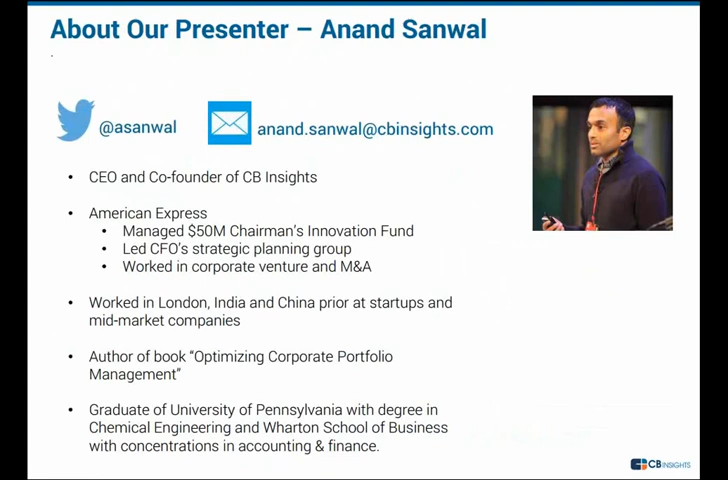 About Our Presenter – Anand Sanwal
@asanwal
anand.sanwal@cbinsights.com
• CEO and Co-founder of CB Insights
• American Express
• Managed $50M Chairman's Innovation Fund
• Led CFO's strategic planning group
• Worked in corporate venture and M&A
• Worked in London, India and China prior at startups and
mid-market companies
• Author of book “Optimizing Corporate Portfolio
Management”
• Graduate of University of Pennsylvania with degree in
Chemical Engineering and Wharton School of Business
with concentrations in accounting & finance.
CBINSIGHTS